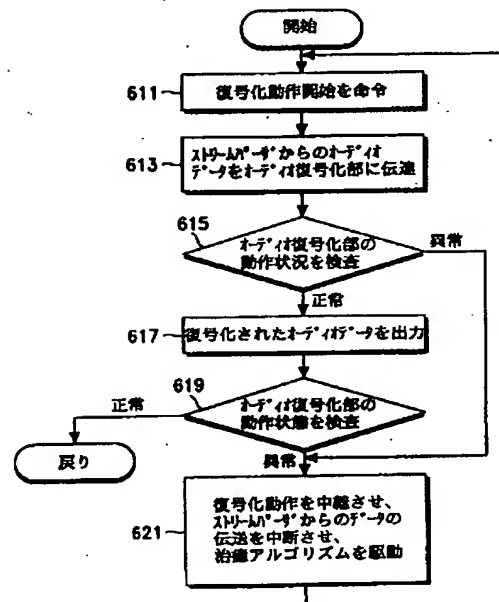 開始
611
復号化動作開始を命令
613
ストリームパーザからのオーディオ
データをオーディオ復号化部に伝達
615
オーディオ復号化部の
動作状況を検査
異常
正常
617
復号化されたオーディオデータを出力
619
オーディオ復号化部の
動作状態を検査
正常
戻り
異常
621
復号化動作を中継させ、
ストリームパーザからのデータの
伝送を中断させ、
治癒アルゴリズムを駆動